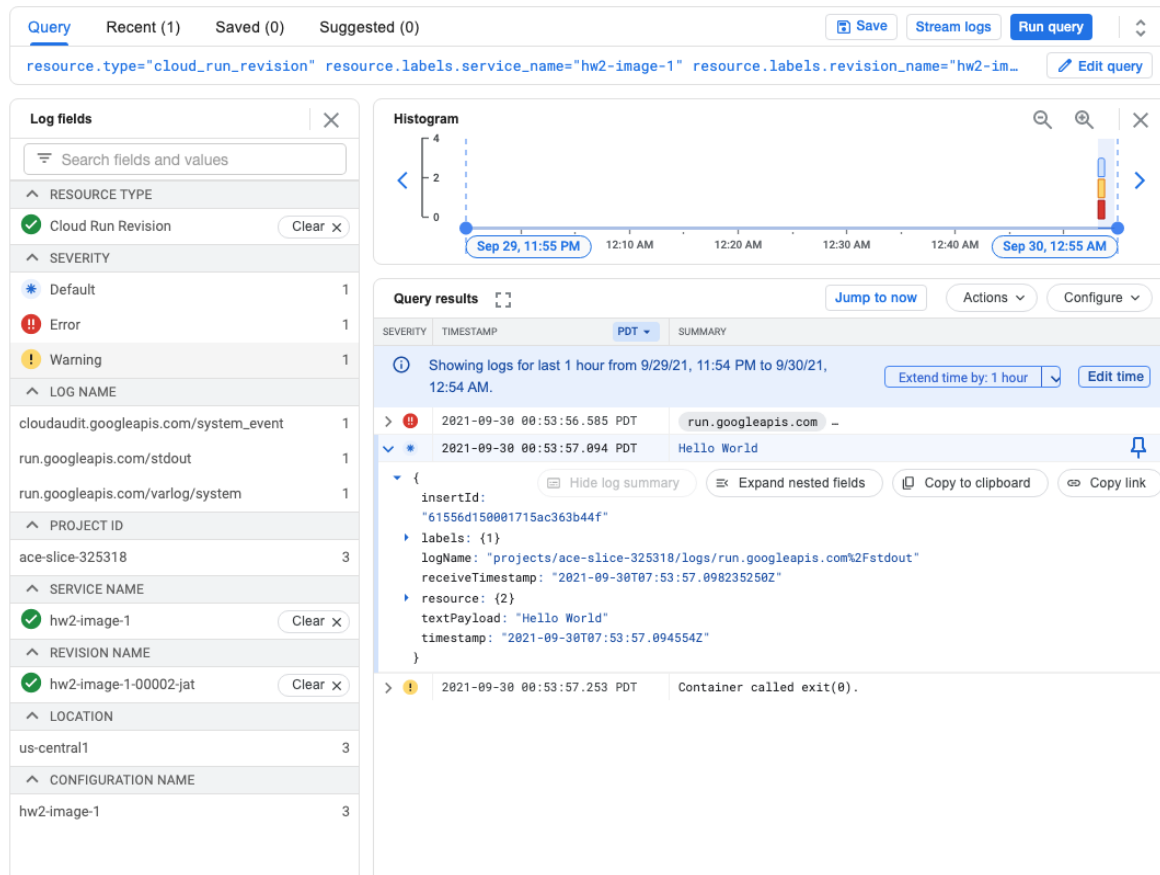 Query Recent (1) Saved (0) Suggested (0) Save Stream logs Run query
resource.type="cloud_run_revision" resource.labels.service_name="hw2-image-1" resource.labels.revision_name="hw2-im… Edit query
Log fields
Search fields and values
RESOURCE TYPE
Cloud Run Revision Clear
SEVERITY
Default 1
Error 1
Warning 1
LOG NAME
cloudaudit.googleapis.com/system_event 1
run.googleapis.com/stdout 1
run.googleapis.com/varlog/system 1
PROJECT ID
ace-slice-325318 3
SERVICE NAME
hw2-image-1 Clear
REVISION NAME
hw2-image-1-00002-jat Clear
LOCATION
us-central1 3
CONFIGURATION NAME
hw2-image-1 3
Histogram
4
2
0
Sep 29, 11:55 PM 12:10 AM 12:20 AM 12:30 AM 12:40 AM Sep 30, 12:55 AM
Query results Jump to now Actions Configure
SEVERITY TIMESTAMP PDT SUMMARY
Showing logs for last 1 hour from 9/29/21, 11:54 PM to 9/30/21, Extend time by: 1 hour Edit time
12:54 AM.
!! 2021-09-30 00:53:56.585 PDT run.googleapis.com …
* 2021-09-30 00:53:57.094 PDT Hello World
{ Hide log summary Expand nested fields Copy to clipboard Copy link
insertId:
"61556d150001715ac363b44f"
labels: {1}
logName: "projects/ace-slice-325318/logs/run.googleapis.com%2Fstdout"
receiveTimestamp: "2021-09-30T07:53:57.098235250Z"
resource: {2}
textPayload: "Hello World"
timestamp: "2021-09-30T07:53:57.094554Z"
}
! 2021-09-30 00:53:57.253 PDT Container called exit(0).